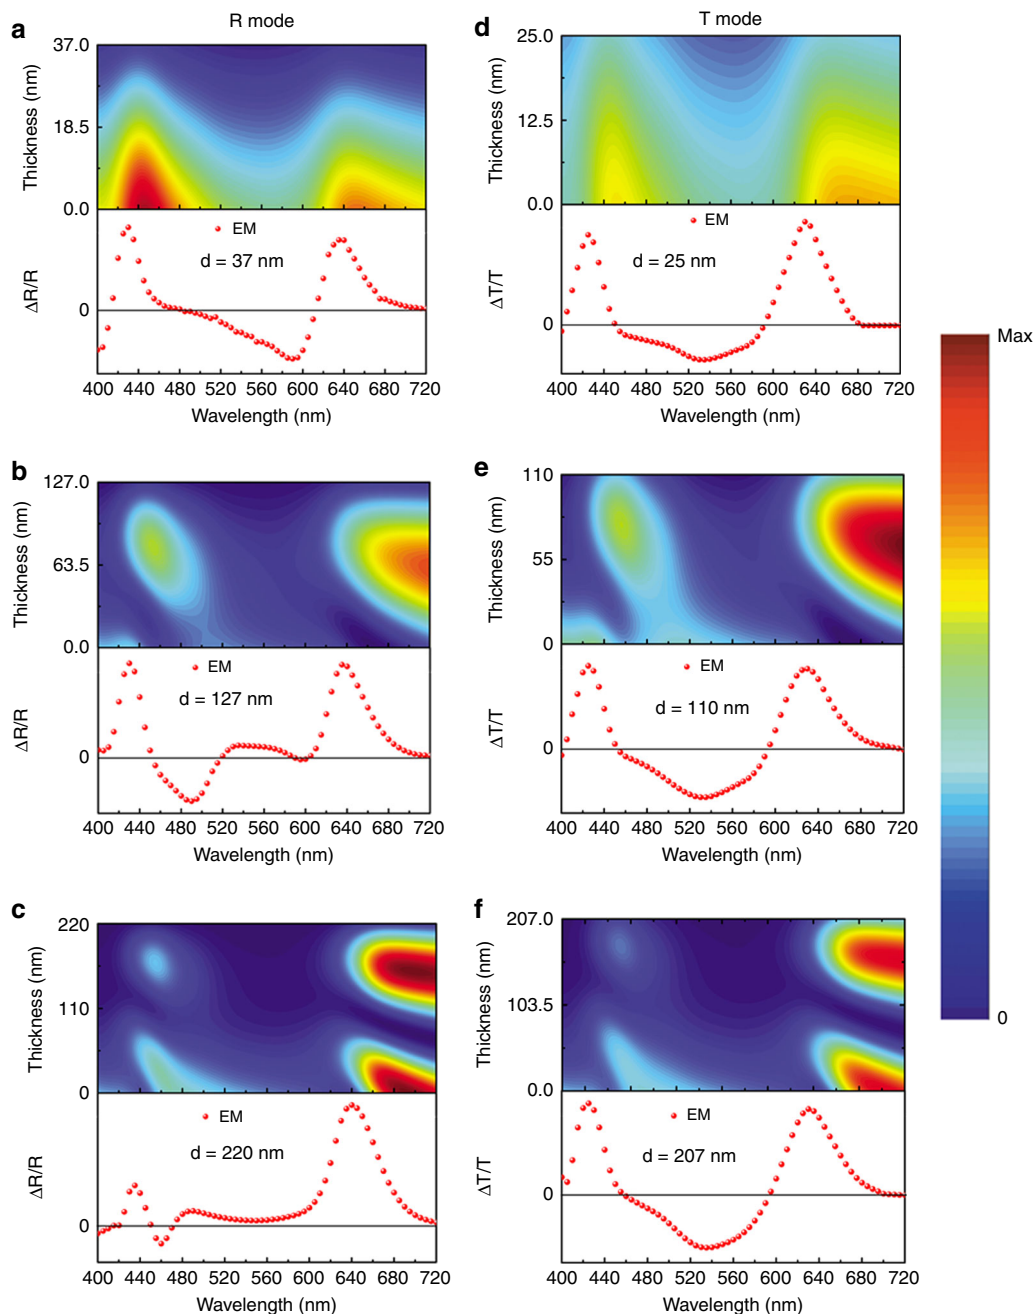 R mode
T mode
a
37.0
18.5
0.0
Thickness (nm)
EM
d = 37 nm
ΔR/R
0
400 440 480 520 560 600 640 680 720
Wavelength (nm)
d
25.0
12.5
0.0
Thickness (nm)
EM
d = 25 nm
ΔT/T
0
400 440 480 520 560 600 640 680 720
Wavelength (nm)
b
127.0
63.5
0.0
Thickness (nm)
EM
d = 127 nm
ΔR/R
0
400 440 480 520 560 600 640 680 720
Wavelength (nm)
e
110
55
0
Thickness (nm)
EM
d = 110 nm
ΔT/T
0
400 440 480 520 560 600 640 680 720
Wavelength (nm)
c
220
110
0
Thickness (nm)
EM
d = 220 nm
ΔR/R
0
400 440 480 520 560 600 640 680 720
Wavelength (nm)
f
207.0
103.5
0.0
Thickness (nm)
EM
d = 207 nm
ΔT/T
0
400 440 480 520 560 600 640 680 720
Wavelength (nm)
Max
0